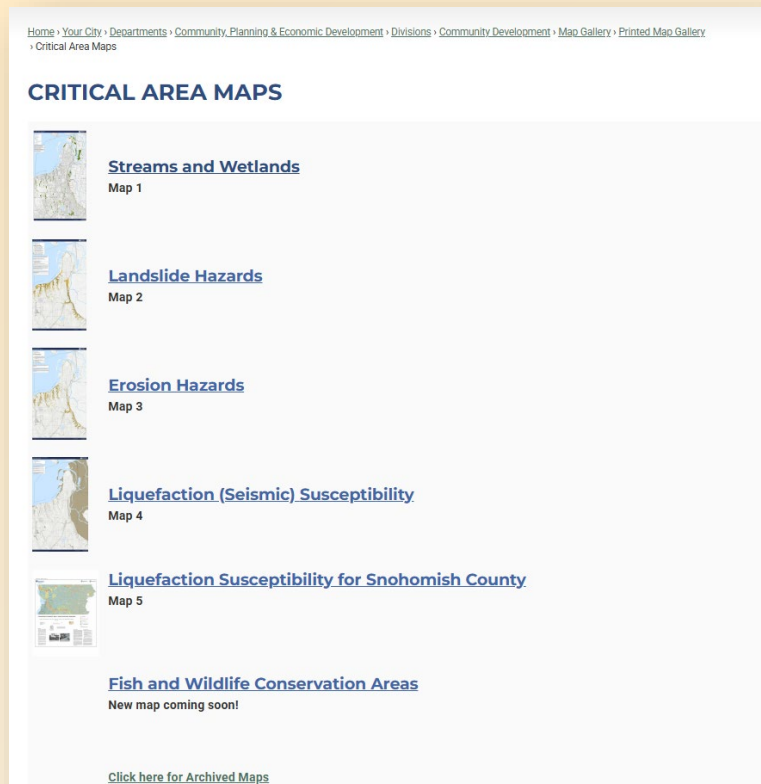 Home › Your City › Departments › Community, Planning & Economic Development › Divisions › Community Development › Map Gallery › Printed Map Gallery
› Critical Area Maps
CRITICAL AREA MAPS
Streams and Wetlands
Map 1
Landslide Hazards
Map 2
Erosion Hazards
Map 3
Liquefaction (Seismic) Susceptibility
Map 4
Liquefaction Susceptibility for Snohomish County
Map 5
Fish and Wildlife Conservation Areas
New map coming soon!
Click here for Archived Maps